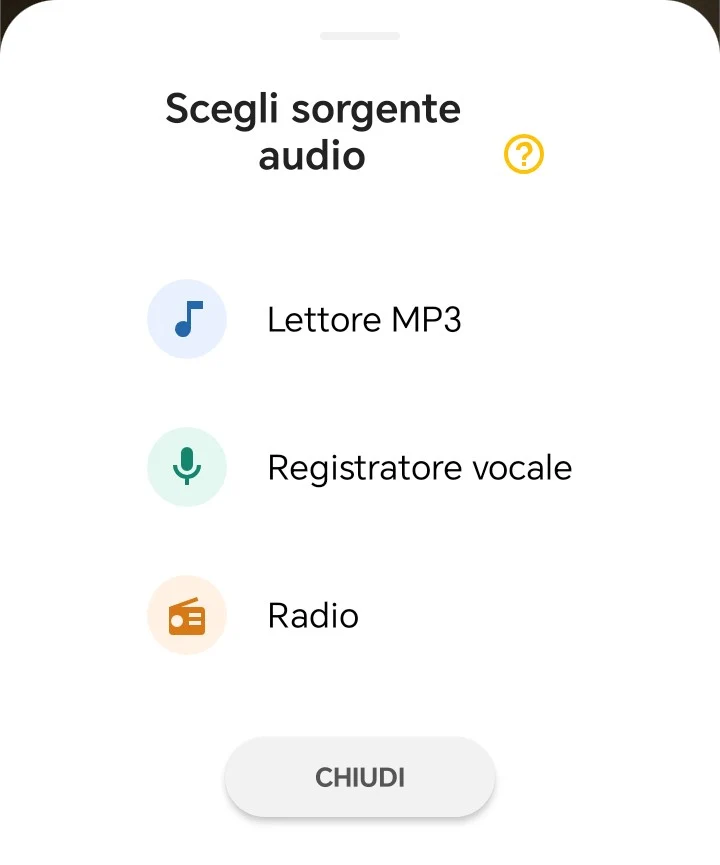 Scegli sorgente
audio
Lettore MP3
Registratore vocale
Radio
CHIUDI